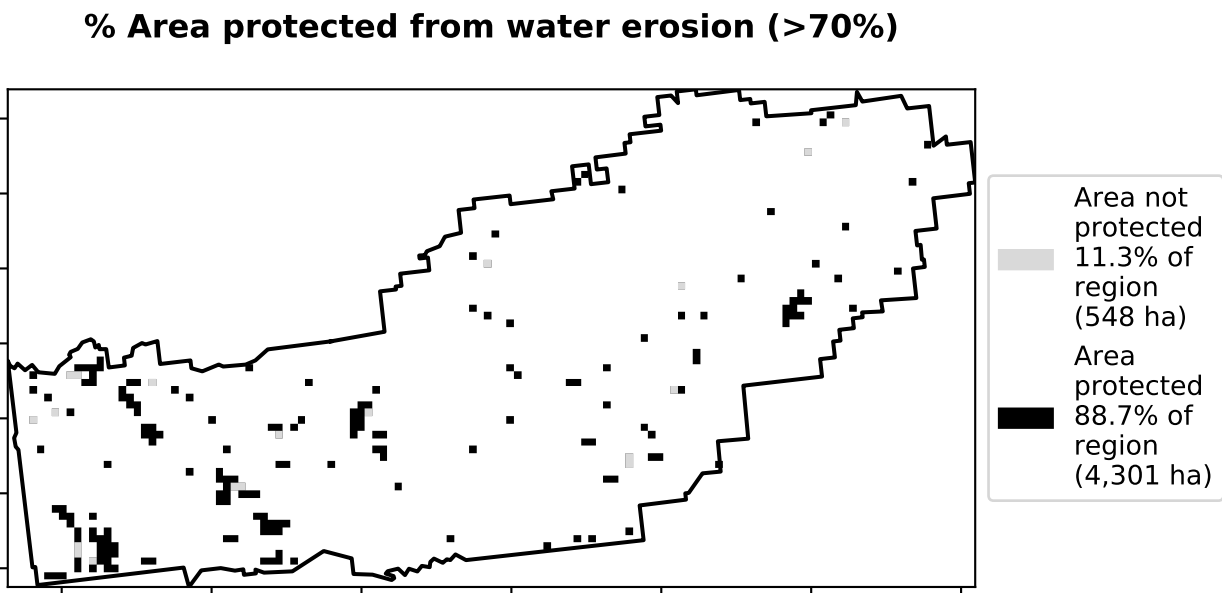 % Area protected from water erosion (>70%)
Area not
protected
11.3% of
region
(548 ha)
Area
protected
88.7% of
region
(4,301 ha)